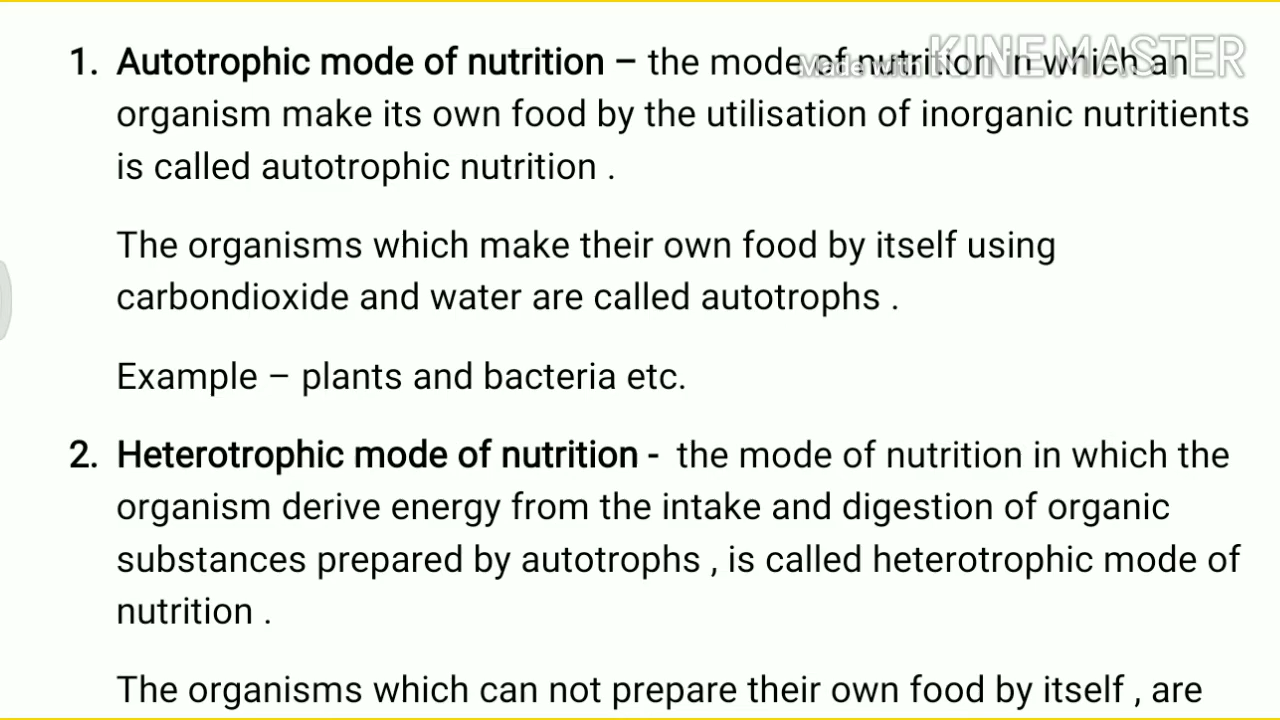 1. Autotrophic mode of nutrition – the mode of nutrition in which an
Made with KINEMASTER
organism make its own food by the utilisation of inorganic nutritients
is called autotrophic nutrition .
The organisms which make their own food by itself using
carbondioxide and water are called autotrophs .
Example – plants and bacteria etc.
2. Heterotrophic mode of nutrition - the mode of nutrition in which the
organism derive energy from the intake and digestion of organic
substances prepared by autotrophs , is called heterotrophic mode of
nutrition .
The organisms which can not prepare their own food by itself , are